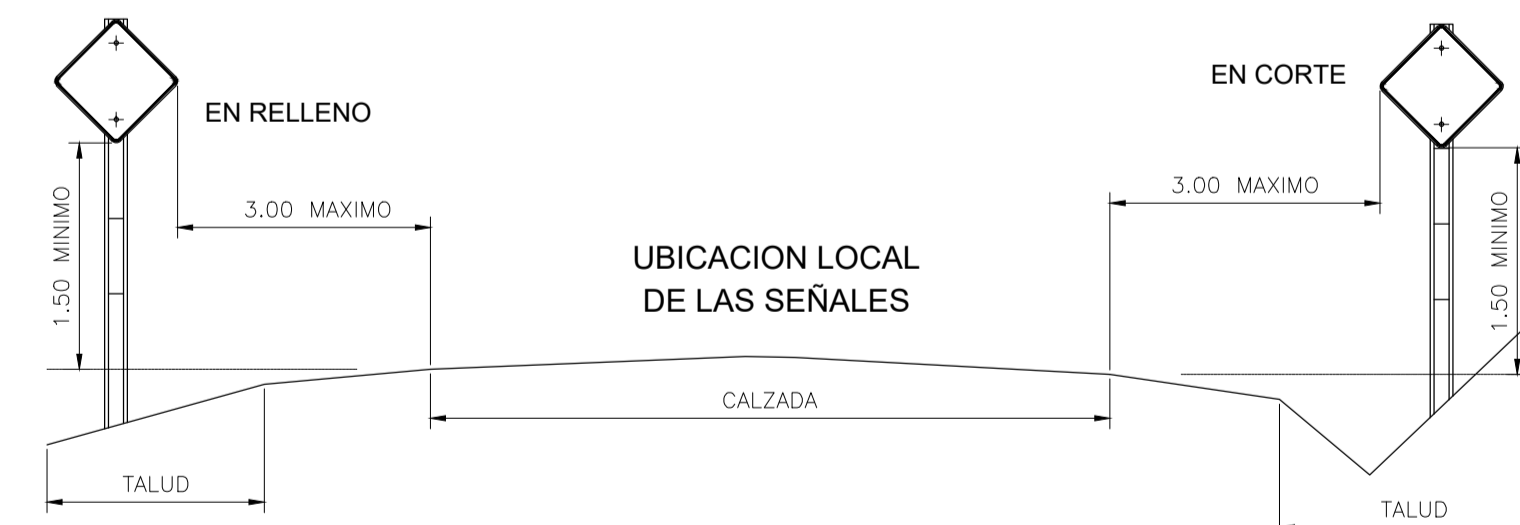 EN RELLENO
EN CORTE
3.00 MAXIMO
3.00 MAXIMO
1.50 MINIMO
1.50 MINIMO
UBICACION LOCAL
DE LAS SEÑALES
CALZADA
TALUD
TALUD